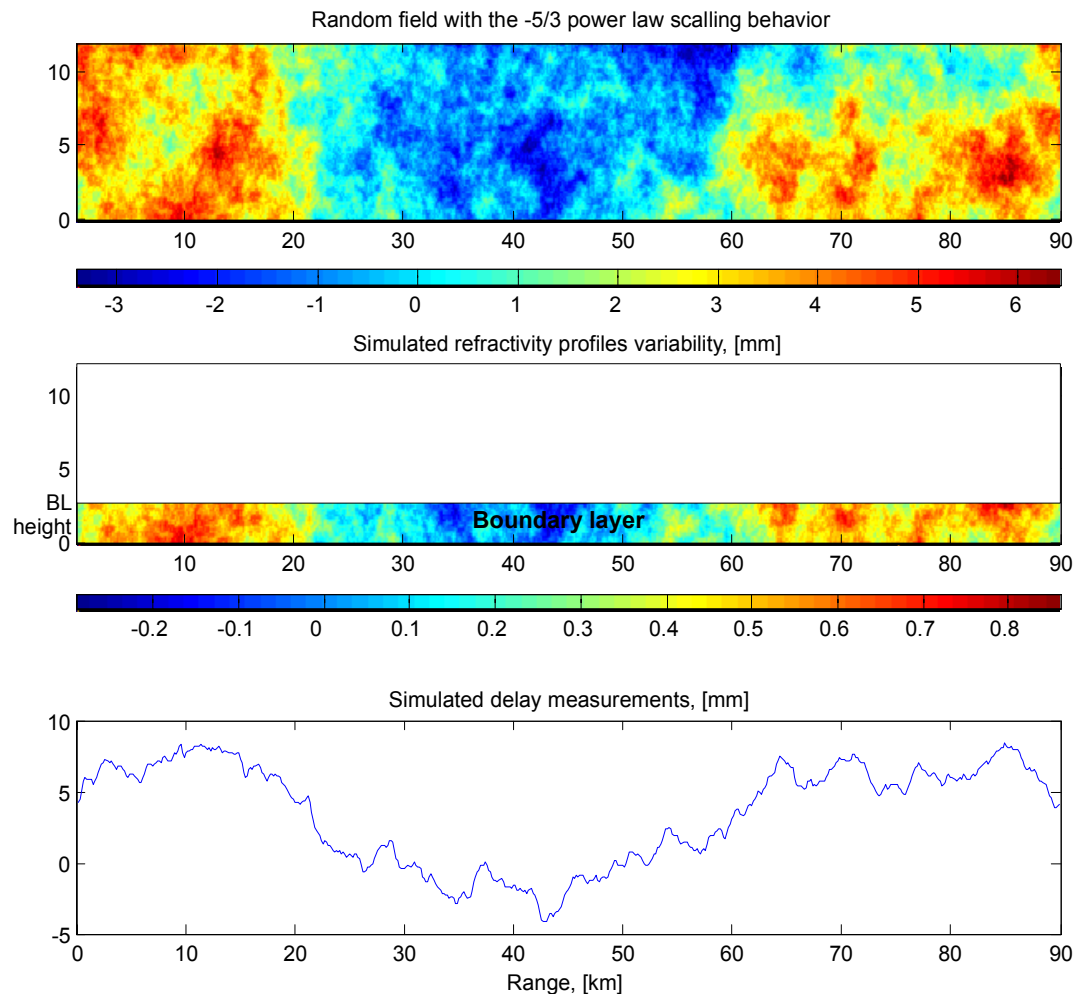 Random field with the -5/3 power law scalling behavior
10
5
0
10 20 30 40 50 60 70 80 90
-3 -2 -1 0 1 2 3 4 5 6
Simulated refractivity profiles variability, [mm]
10
5
BL
height
0
Boundary layer
10 20 30 40 50 60 70 80 90
-0.2 -0.1 0 0.1 0.2 0.3 0.4 0.5 0.6 0.7 0.8
Simulated delay measurements, [mm]
10
5
0
-5
0 10 20 30 40 50 60 70 80 90
Range, [km]